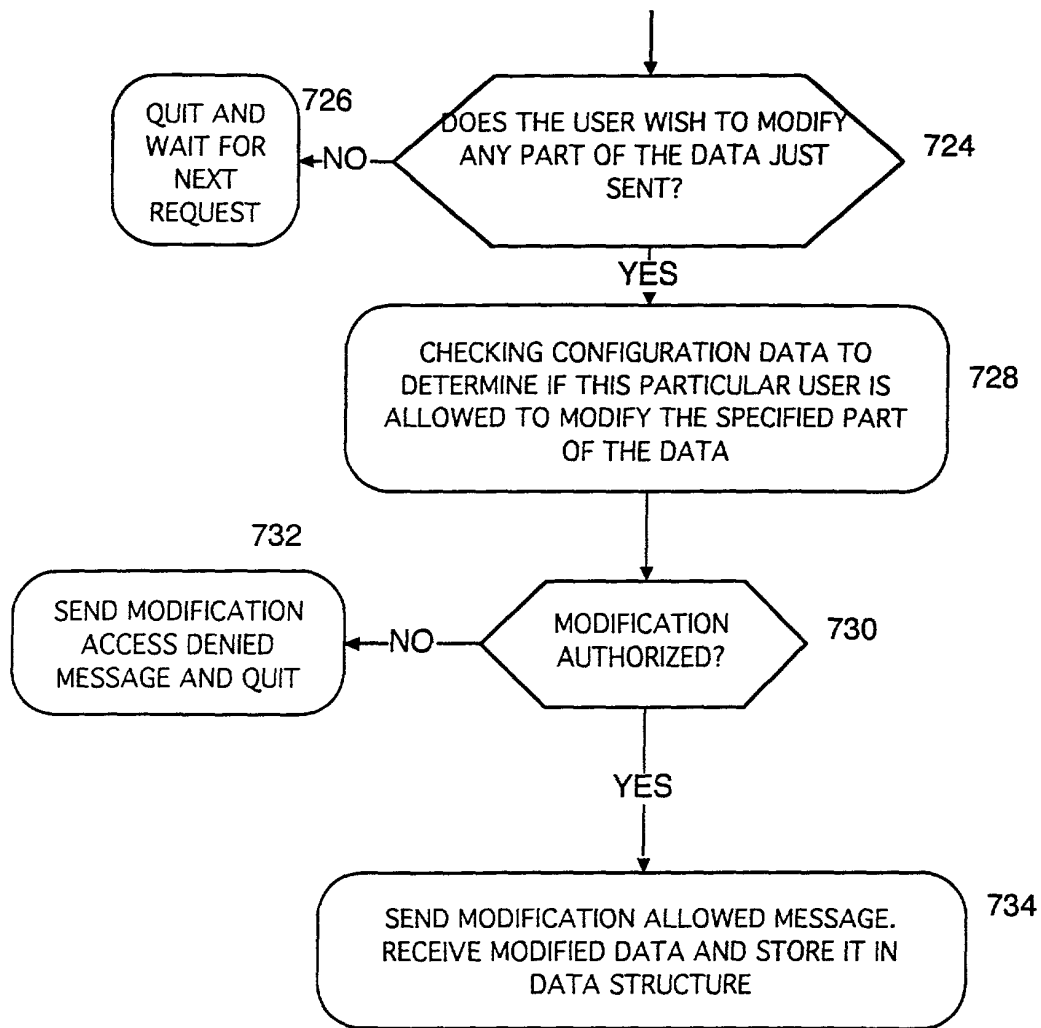 726
QUIT AND
WAIT FOR
NEXT
REQUEST
NO
DOES THE USER WISH TO MODIFY
ANY PART OF THE DATA JUST
SENT?
724
YES
CHECKING CONFIGURATION DATA TO
DETERMINE IF THIS PARTICULAR USER IS
ALLOWED TO MODIFY THE SPECIFIED PART
OF THE DATA
728
732
SEND MODIFICATION
ACCESS DENIED
MESSAGE AND QUIT
NO
MODIFICATION
AUTHORIZED?
730
YES
SEND MODIFICATION ALLOWED MESSAGE.
RECEIVE MODIFIED DATA AND STORE IT IN
DATA STRUCTURE
734